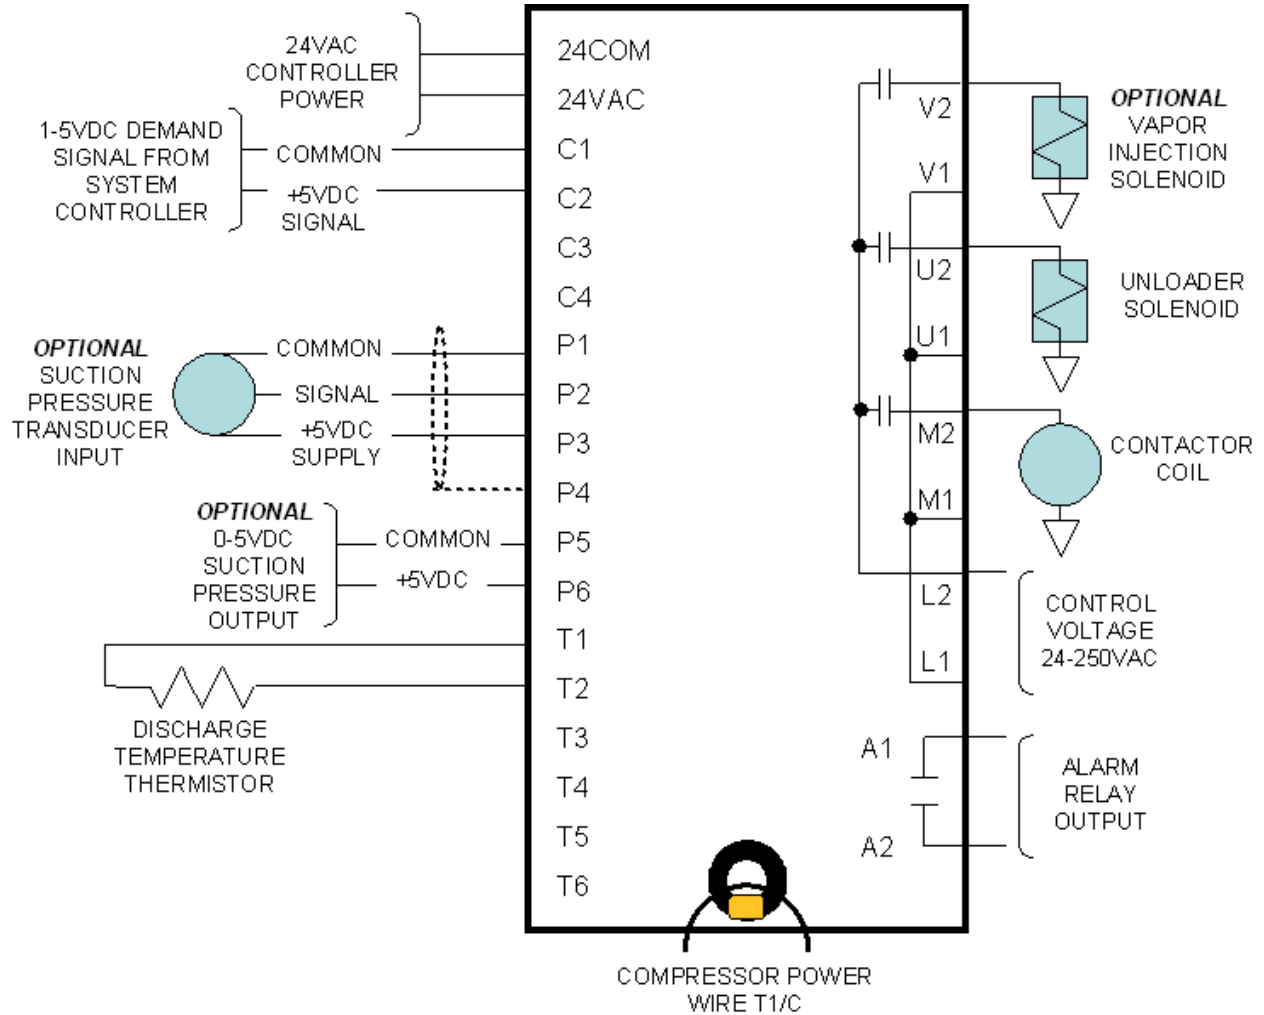 24VAC
CONTROLLER
POWER
1-5VDC DEMAND
SIGNAL FROM
SYSTEM
CONTROLLER
COMMON
+5VDC
SIGNAL
OPTIONAL
SUCTION
PRESSURE
TRANSDUCER
INPUT
COMMON
SIGNAL
+5VDC
SUPPLY
OPTIONAL
0-5VDC
SUCTION
PRESSURE
OUTPUT
COMMON
+5VDC
DISCHARGE
TEMPERATURE
THERMISTOR
24COM
24VAC
C1
C2
C3
C4
P1
P2
P3
P4
P5
P6
T1
T2
T3
T4
T5
T6
V2
V1
U2
U1
M2
M1
L2
L1
A1
A2
OPTIONAL
VAPOR
INJECTION
SOLENOID
UNLOADER
SOLENOID
CONTACTOR
COIL
CONTROL
VOLTAGE
24-250VAC
ALARM
RELAY
OUTPUT
COMPRESSOR POWER
WIRE T1/C